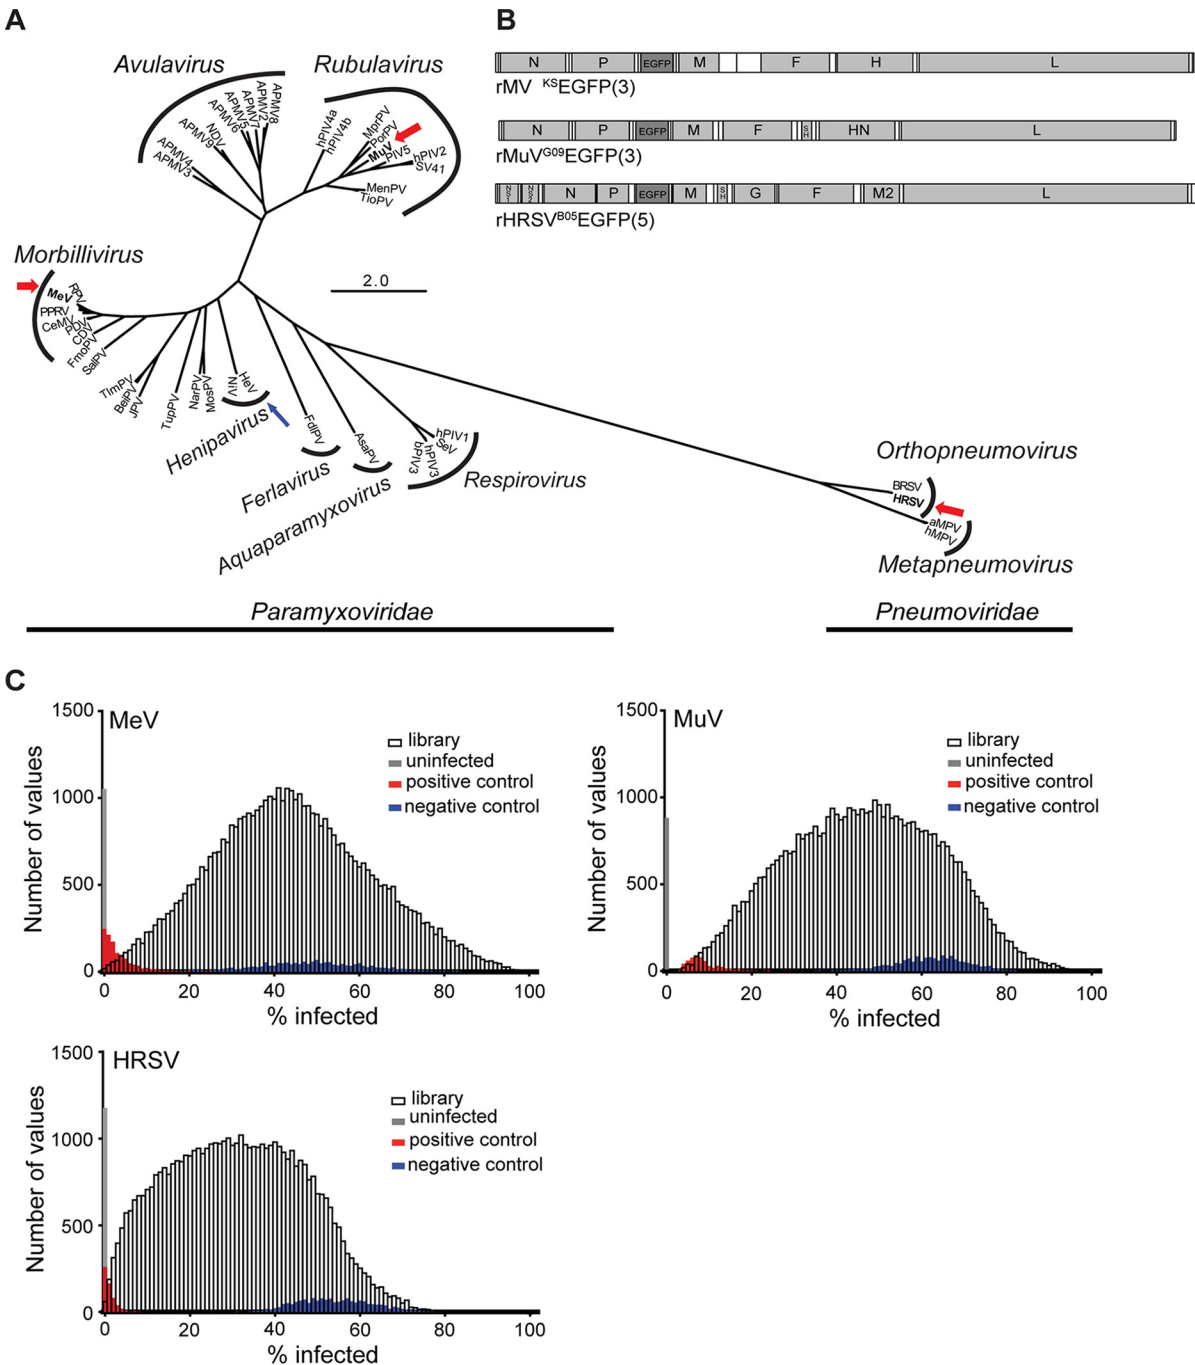 A
Avulavirus
Rubulavirus
APMV4
APMV3
APMV9
NDV
APMV6
APMV5
APMV7
APMV2
APMV8
hPIV4a
hPIV4b
MprPV
PorPV
MuV
PIV5
hPIV2
SV41
MenPV
TioPV
Morbillivirus
RPV
MeV
PPRV
CeMV
PDV
CDV
FmoPV
SalPV
TlmPV
BeiPV
JPV
TupPV
NarPV
MosPV
NiV
HeV
Henipavirus
FdlPV
Ferlavirus
AsaPV
Aquaparamyxovirus
bPIV3
hPIV3
SeV
hPIV1
Respirovirus
2.0
Orthopneumovirus
BRSV
HRSV
aMPV
hMPV
Metapneumovirus
Paramyxoviridae
Pneumoviridae
B
N P EGFP M F H L
rMV KSEGFP(3)
N P EGFP M F SH HN L
rMuVG09EGFP(3)
NS1 NS2 N P EGFP M SH G F M2 L
rHRSVB05EGFP(5)
C
MeV
Number of values
1500
1000
500
0
0 20 40 60 80 100
% infected
library
uninfected
positive control
negative control
MuV
Number of values
1500
1000
500
0
0 20 40 60 80 100
% infected
library
uninfected
positive control
negative control
HRSV
Number of values
1500
1000
500
0
0 20 40 60 80 100
% infected
library
uninfected
positive control
negative control